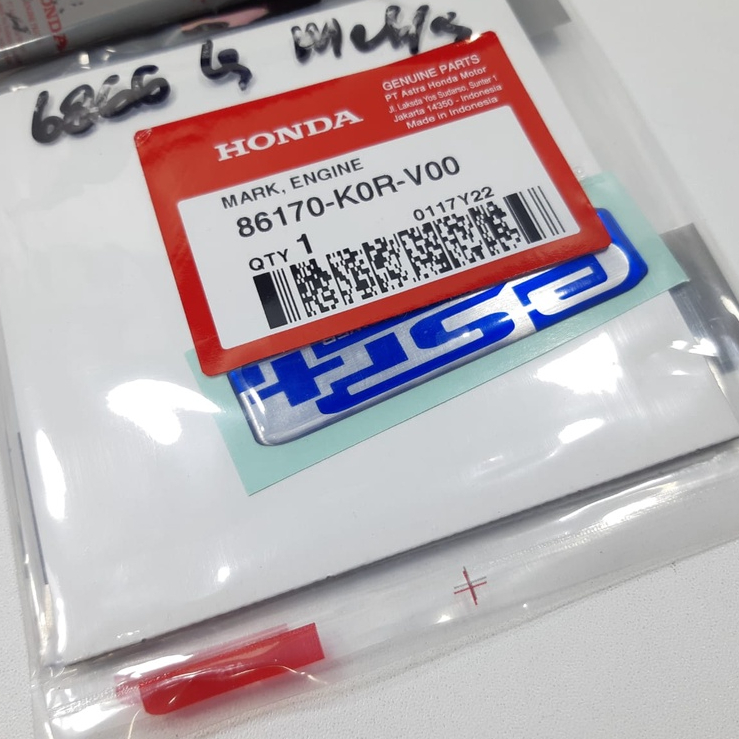 GENUINE PARTS
PT Astra Honda Motor
Jl. Laksda Yos Sudarso, Sunter 1
Jakarta 14350 - Indonesia
Made in Indonesia
HONDA
MARK, ENGINE
86170-K0R-V00
0117Y22
QTY 1
eSP+
HONDA